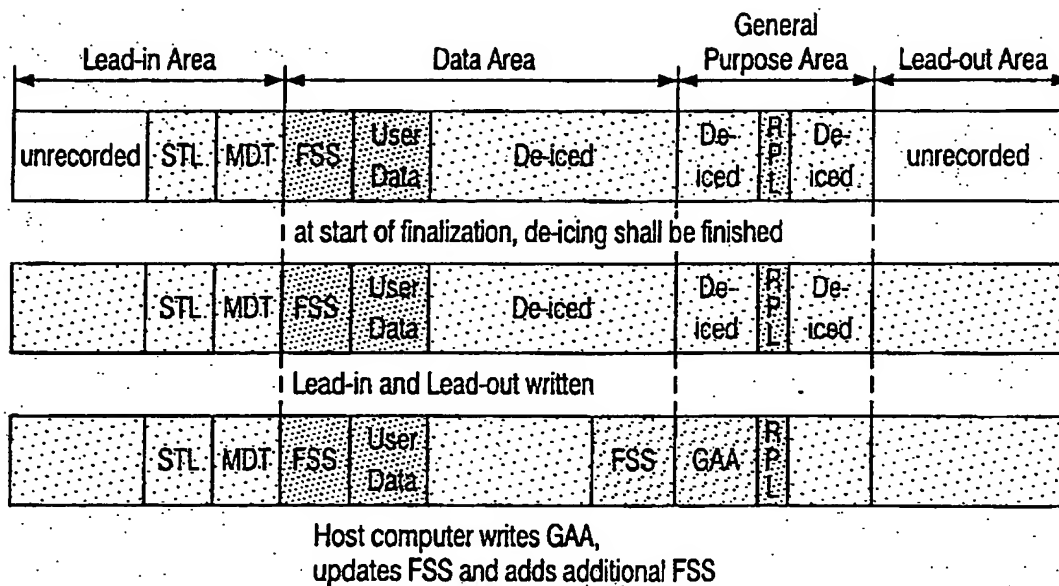 General
Lead-in Area Data Area Purpose Area Lead-out Area
unrecorded STL MDT FSS User Data De-iced De-iced RPL De-iced unrecorded
at start of finalization, de-icing shall be finished
STL MDT FSS User Data De-iced De-iced RPL De-iced
Lead-in and Lead-out written
STL MDT FSS User Data FSS GAA RPL
Host computer writes GAA,
updates FSS and adds additional FSS